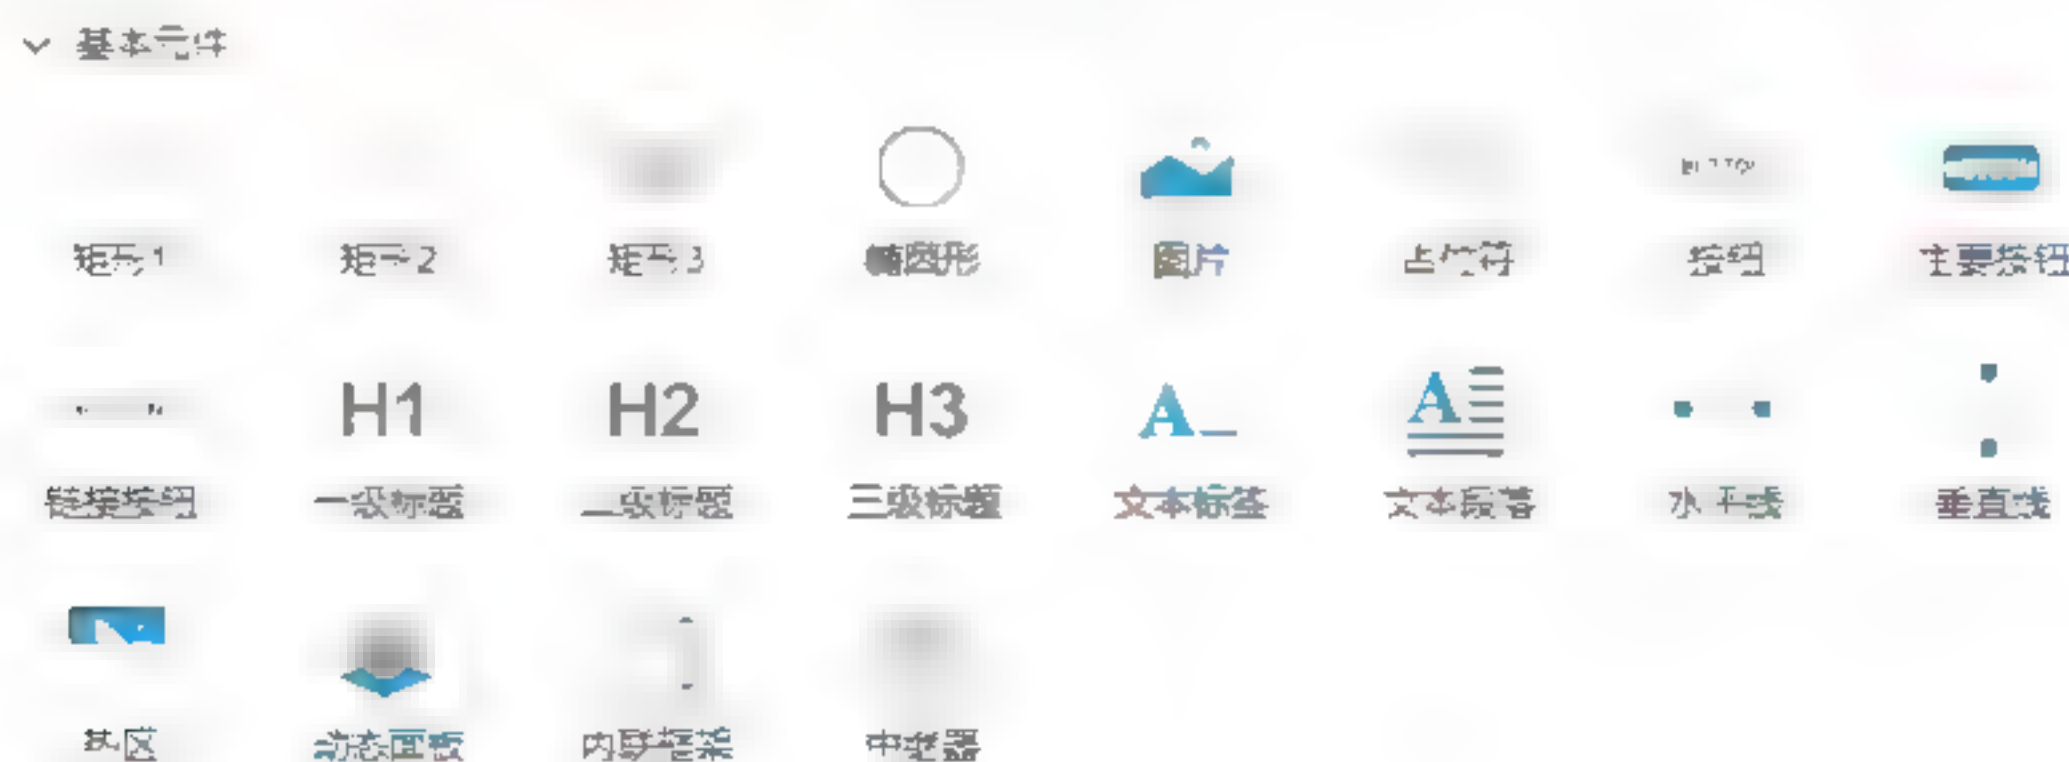 基本元件
矩形1 矩形2 矩形3 椭圆形 图片 占位符 按钮 主要按钮
H1 H2 H3 A A
链接按钮 一级标题 二级标题 三级标题 文本标签 文本段落 水平线 垂直线
热区 动态面板 内联框架 中继器